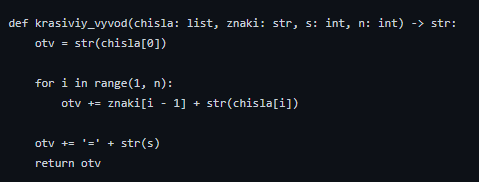 def krasiviy_vyvod(chisla: list, znaki: str, s: int, n: int) -> str:
    otv = str(chisla[0])

    for i in range(1, n):
        otv += znaki[i - 1] + str(chisla[i])

    otv += '=' + str(s)
    return otv